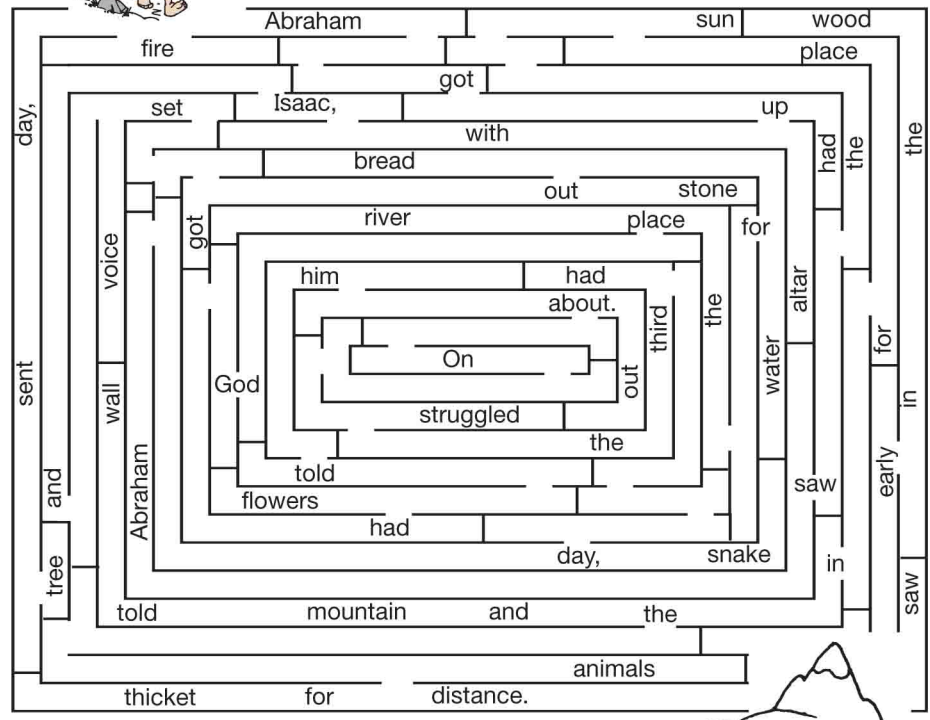 Abraham sun wood
fire place
got
set Isaac, up
day, with had the the
bread
out stone
got river place for
voice him had altar
about. third the
for
On water
sent God wall out in
struggled
the
and Abraham told saw early
flowers
had
tree day, snake in saw
told mountain and the
animals
thicket for distance.